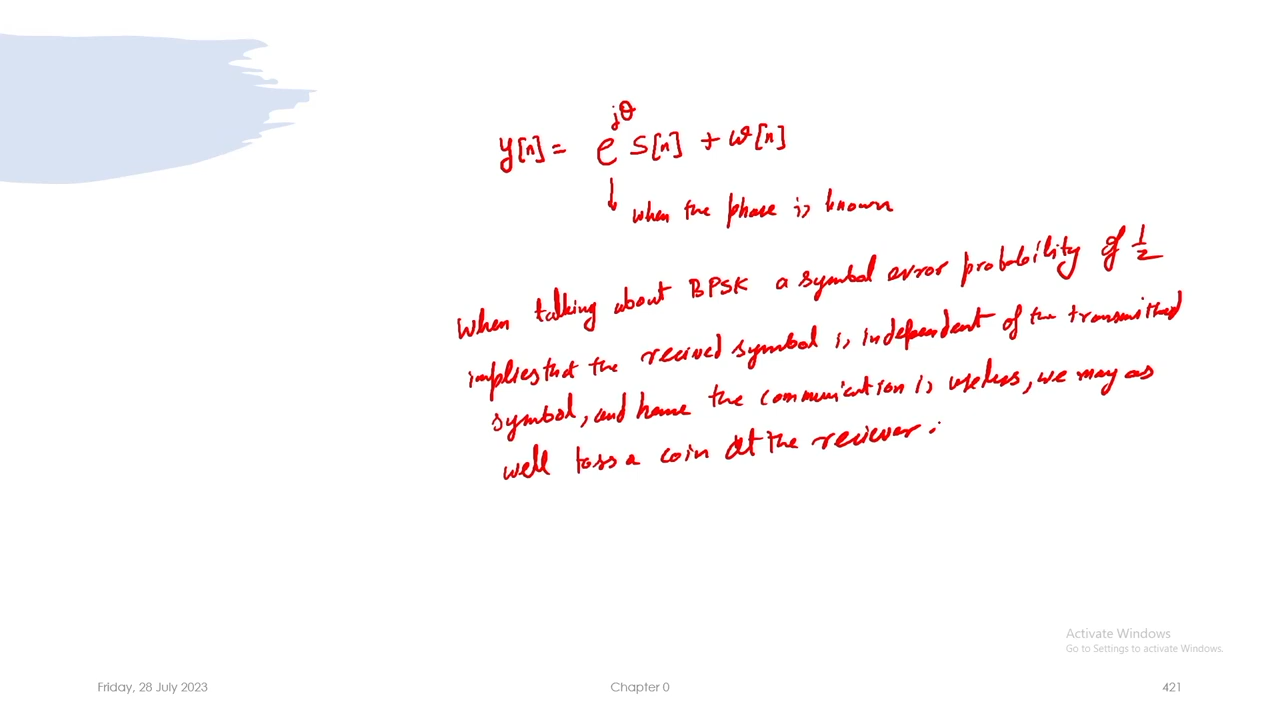 y[n] = e^{jθ} s[n] + w[n]
↓ when the phase is known
When talking about BPSK a symbol error probability of 1/2
implies that the recived symbol is independent of the transmitted
symbol, and hence the communication is useless, we may as
well toss a coin at the reciever.
Activate Windows
Go to Settings to activate Windows.
Friday, 28 July 2023
Chapter 0
421